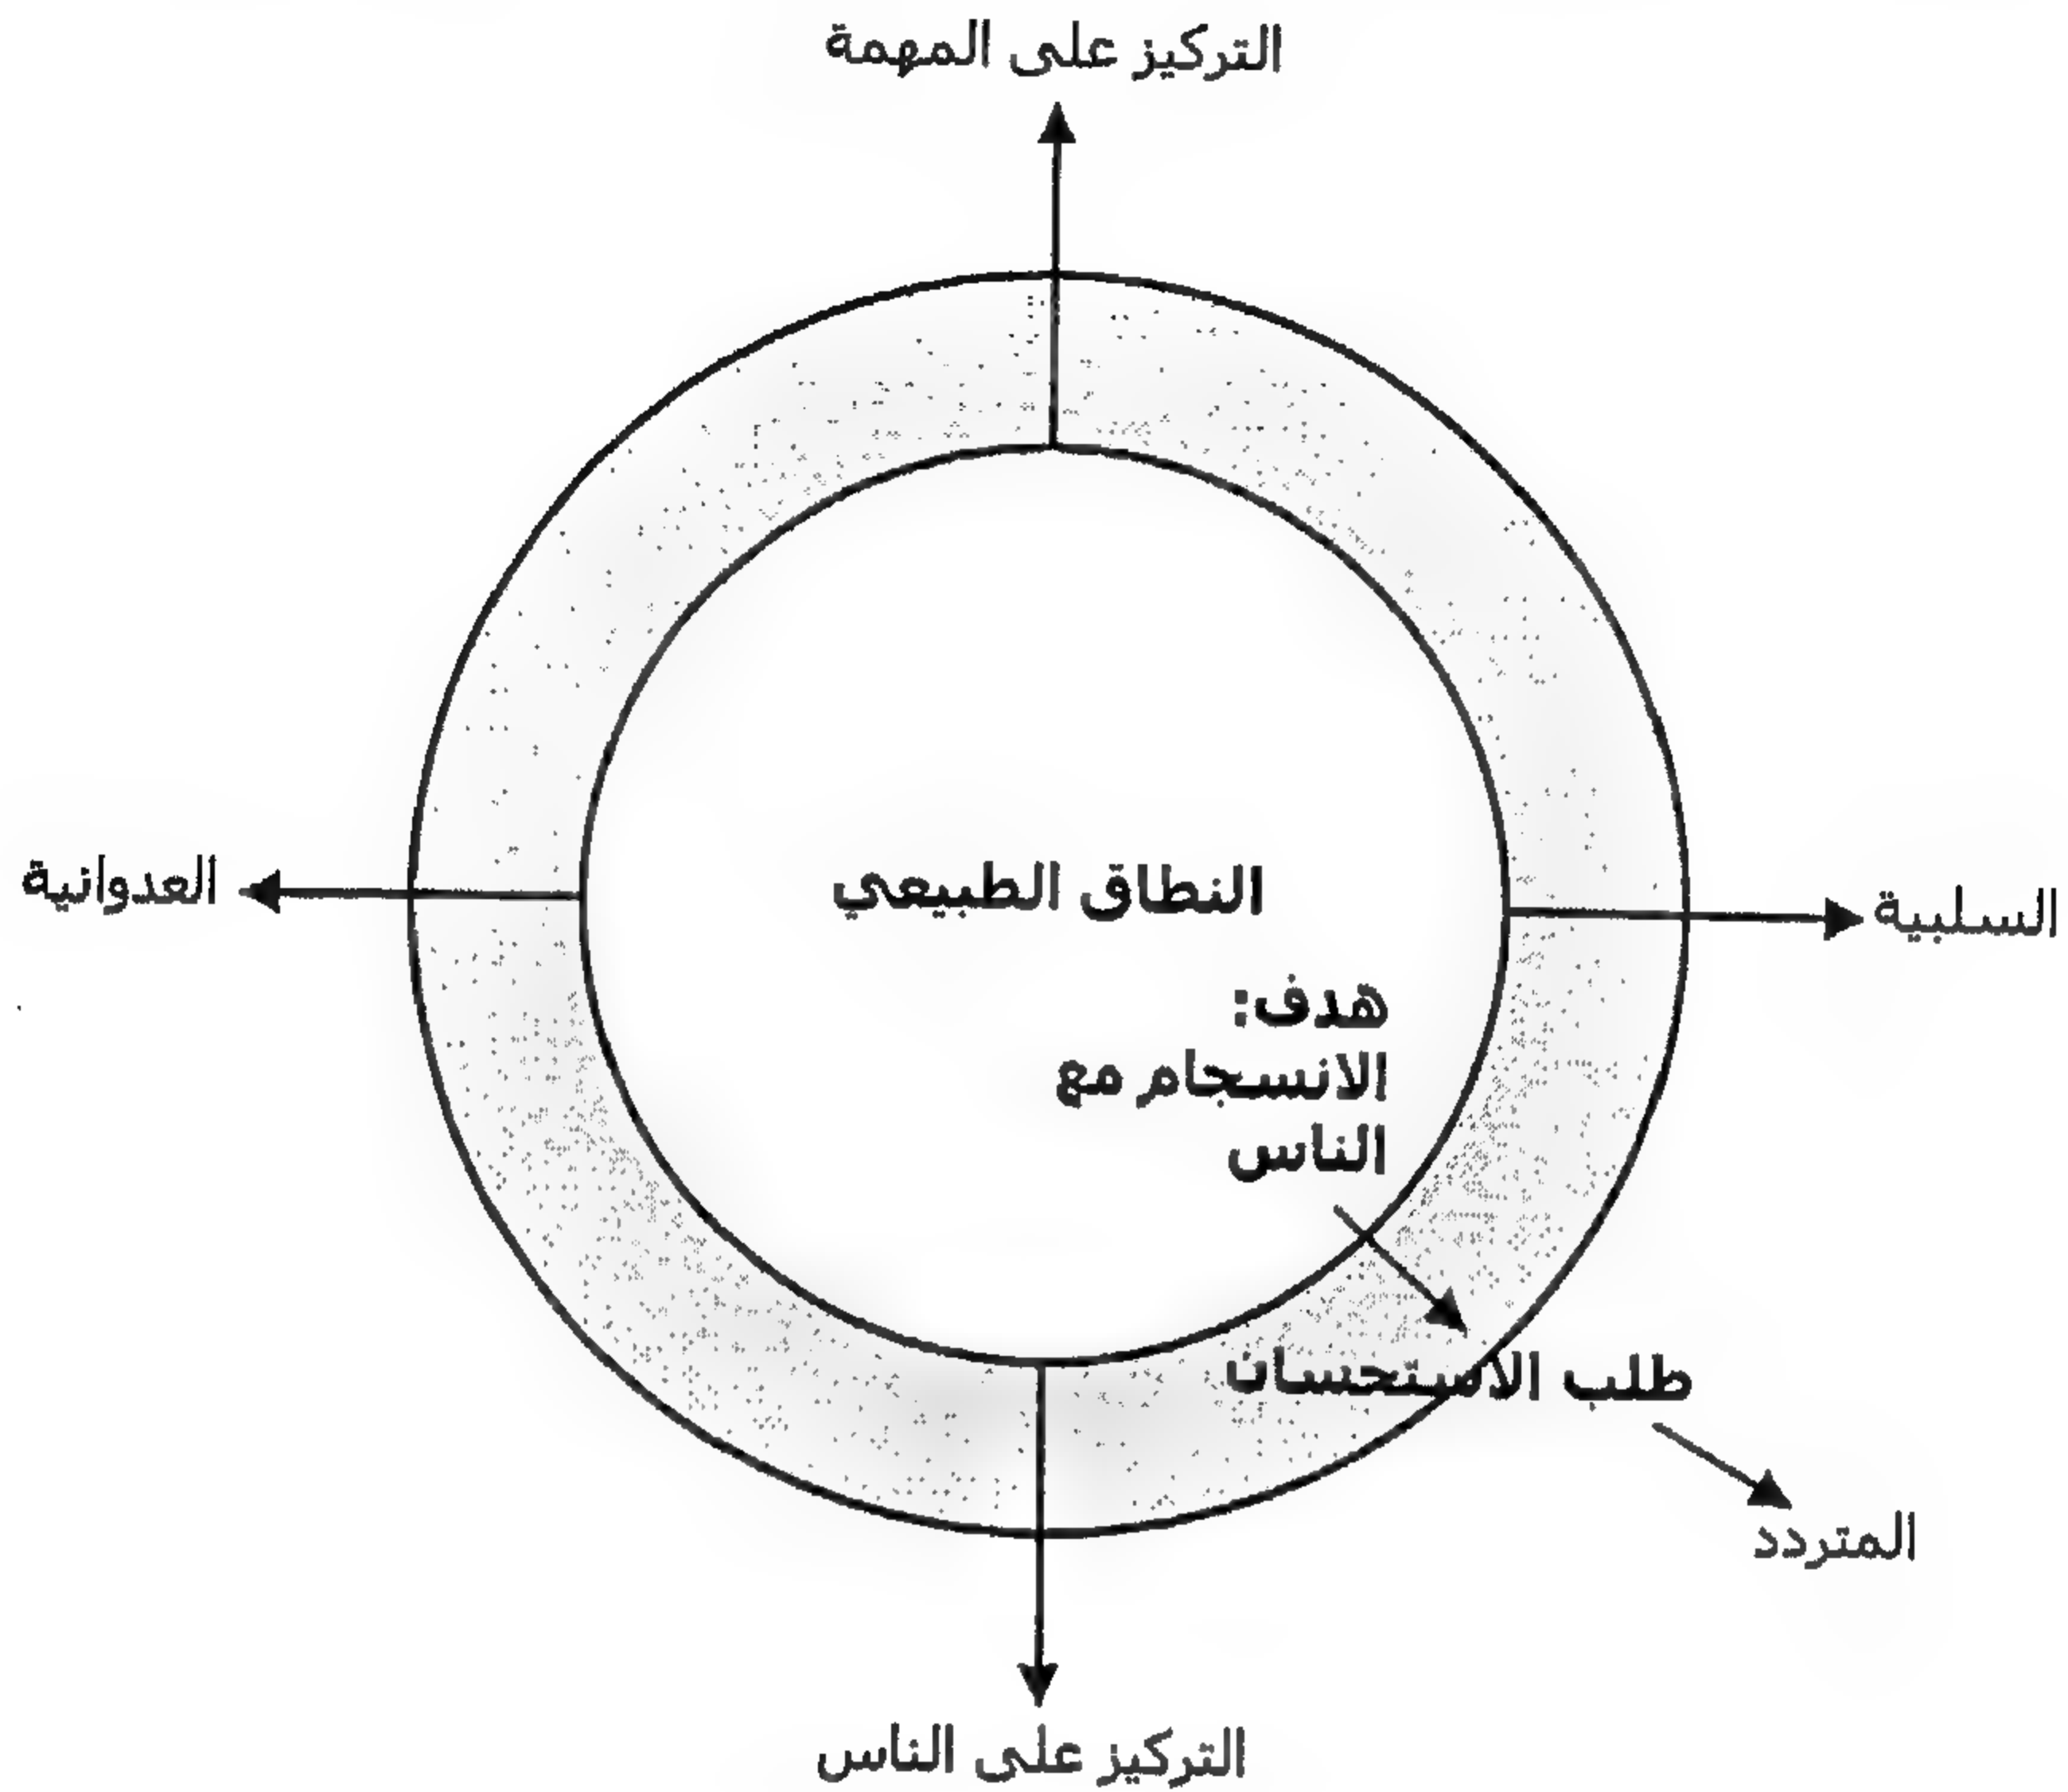 التركيز على المهمة
العدوانية
النطاق الطبيعي
السلبية
هدف:
الانسجام مع
الناس
طلب الاستحسان
المتردد
التركيز على الناس